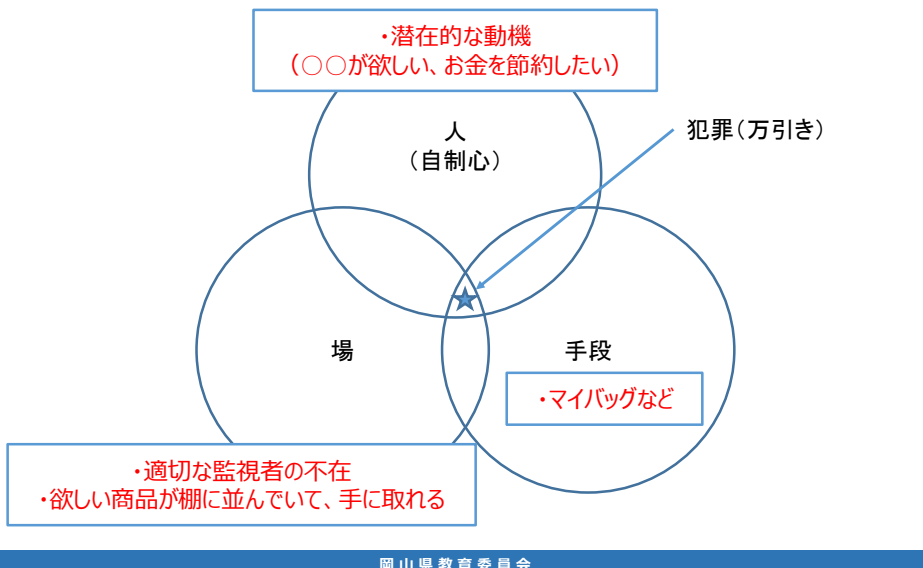 ・潜在的な動機
（○○が欲しい、お金を節約したい）
人
（自制心）
犯罪（万引き）
場
手段
・マイバッグなど
・適切な監視者の不在
・欲しい商品が棚に並んでいて、手に取れる
岡山県教育委員会